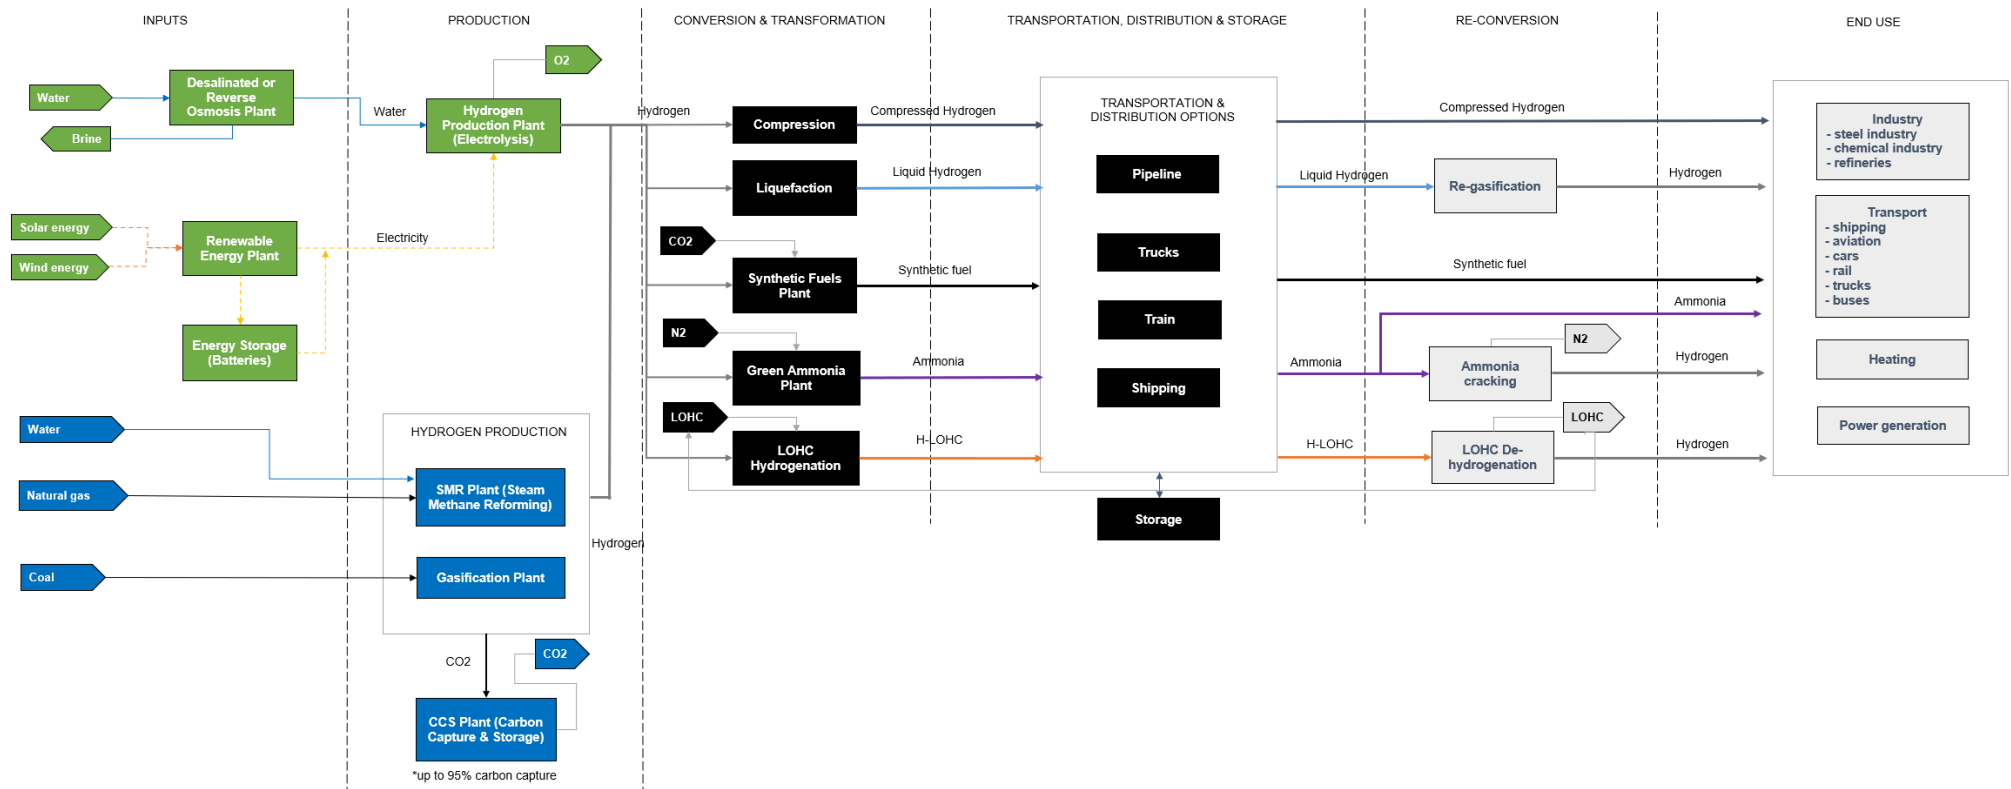 INPUTS
PRODUCTION
CONVERSION & TRANSFORMATION
TRANSPORTATION, DISTRIBUTION & STORAGE
RE-CONVERSION
END USE
Water
Desalinated or
Reverse
Osmosis Plant
Brine
Solar energy
Wind energy
Renewable
Energy Plant
Energy Storage
(Batteries)
Water
Natural gas
Coal
O2
Water
Hydrogen
Production Plant
(Electrolysis)
Electricity
HYDROGEN PRODUCTION
SMR Plant (Steam
Methane Reforming)
Gasification Plant
Hydrogen
CO2
CO2
CCS Plant (Carbon
Capture & Storage)
*up to 95% carbon capture
Hydrogen
Compression
Liquefaction
CO2
Synthetic Fuels
Plant
N2
Green Ammonia
Plant
LOHC
LOHC
Hydrogenation
Compressed Hydrogen
Liquid Hydrogen
Synthetic fuel
Ammonia
H-LOHC
TRANSPORTATION &
DISTRIBUTION OPTIONS
Pipeline
Trucks
Train
Shipping
Storage
Compressed Hydrogen
Liquid Hydrogen
Re-gasification
Hydrogen
Synthetic fuel
Ammonia
Ammonia
N2
Ammonia
cracking
Hydrogen
LOHC
H-LOHC
LOHC De-
hydrogenation
Hydrogen
Industry
- steel industry
- chemical industry
- refineries
Transport
- shipping
- aviation
- cars
- rail
- trucks
- buses
Heating
Power generation